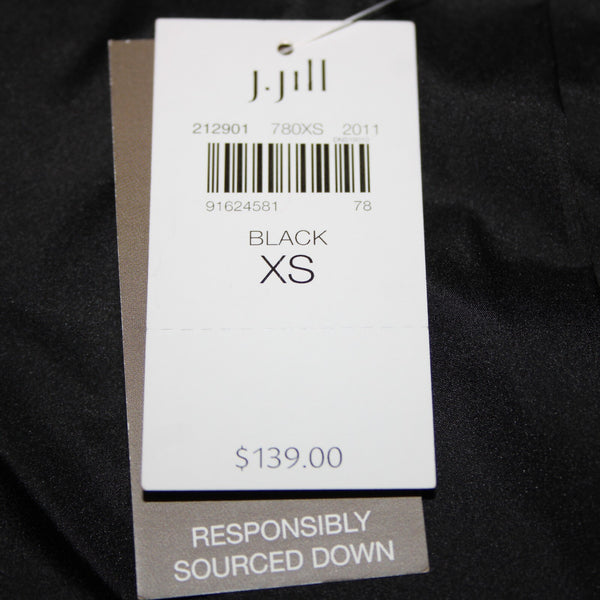 J.Jill
212901 780XS 2011
91624581 78
BLACK
XS
$139.00
RESPONSIBLY
SOURCED DOWN